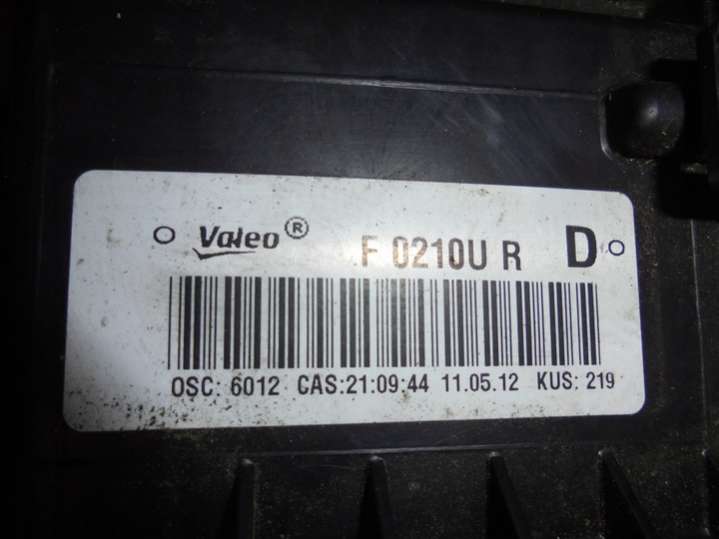 Valeo® F 0210U R D
OSC: 6012 CAS:21:09:44 11.05.12 KUS: 219